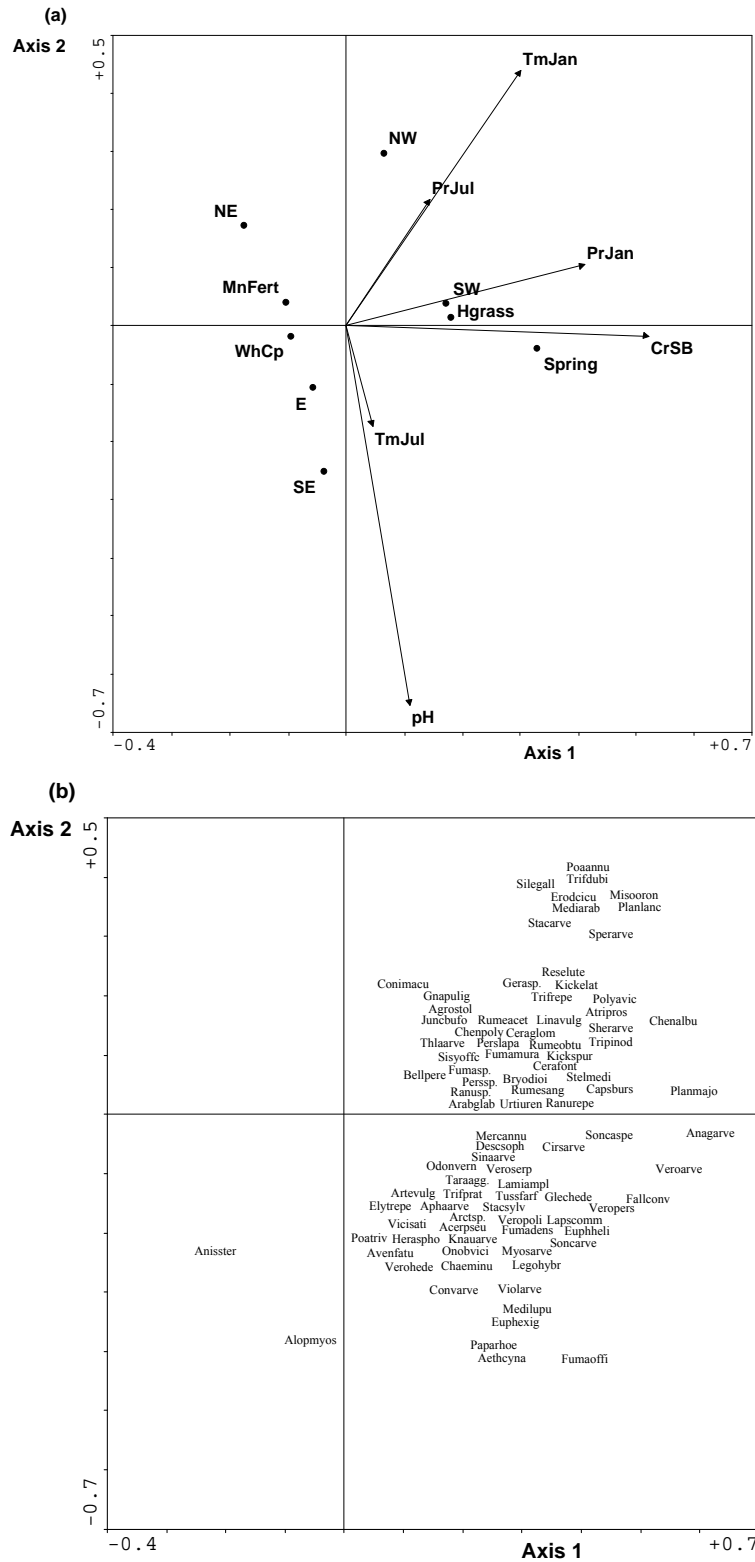 (a)
Axis 2
+0.5
TmJan
NW
PrJul
NE
PrJan
MnFert
SW
Hgrass
WhCp
CrSB
Spring
E
TmJul
SE
pH
-0.7
-0.4
Axis 1
+0.7
(b)
Axis 2
+0.5
Poaannu
Trifdubi
Silegall
Erodcicu Misooron
Mediarab Planlanc
Stacarve
Sperarve
Reselute
Conimacu Gerasp. Kickelat
Gnapulig Trifrepe Polyavic
Agrostol Atripros
Juncbufo Rumeacet Linavulg Chenalbu
Chenpoly Ceraglom Sherarve
Thlaarve Perslapa Rumeobtu Tripinod
Sisyoffc Fumamura Kickspur
Fumasp. Cerafont
Bellpere Perssp. Bryodioi Stelmedi
Ranusp. Rumesang Capsburs Planmajo
Arabglab Urtiuren Ranurepe
Mercannu Soncaspe Anagarve
Descsoph Cirsarve
Sinaarve
Odonvern Veroserp Veroarve
Taraagg. Lamiampl
Artevulg Trifprat Tussfarf Glechede Fallconv
Elytrepe Aphaarve Stacsylv Veropers
Arctsp. Veropoli Lapscomm
Vicisati Acerpseu Fumadens Euphheli
Poatriv Heraspho Knauarve Soncarve
Anisster Avenfatu Onobvici Myosarve
Verohede Chaeminu Legohybr
Convarve Violarve
Medilupu
Euphexig
Alopmyos Paparhoe
Aethcyna Fumaoffi
-0.7
-0.4
Axis 1
+0.7